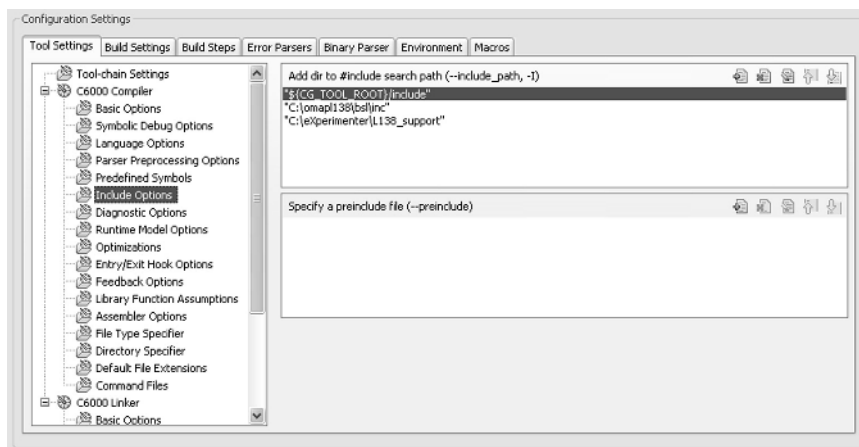 Configuration Settings
Tool Settings Build Settings Build Steps Error Parsers Binary Parser Environment Macros
Tool-chain Settings
C6000 Compiler
Basic Options
Symbolic Debug Options
Language Options
Parser Preprocessing Options
Predefined Symbols
Include Options
Diagnostic Options
Runtime Model Options
Optimizations
Entry/Exit Hook Options
Feedback Options
Library Function Assumptions
Assembler Options
File Type Specifier
Directory Specifier
Default File Extensions
Command Files
C6000 Linker
Basic Options
Add dir to #include search path (--include_path, -I)
"${CG_TOOL_ROOT}/include"
"C:\omapl138\bsl\inc"
"C:\eXperimenter\L138_support"
Specify a preinclude file (--preinclude)